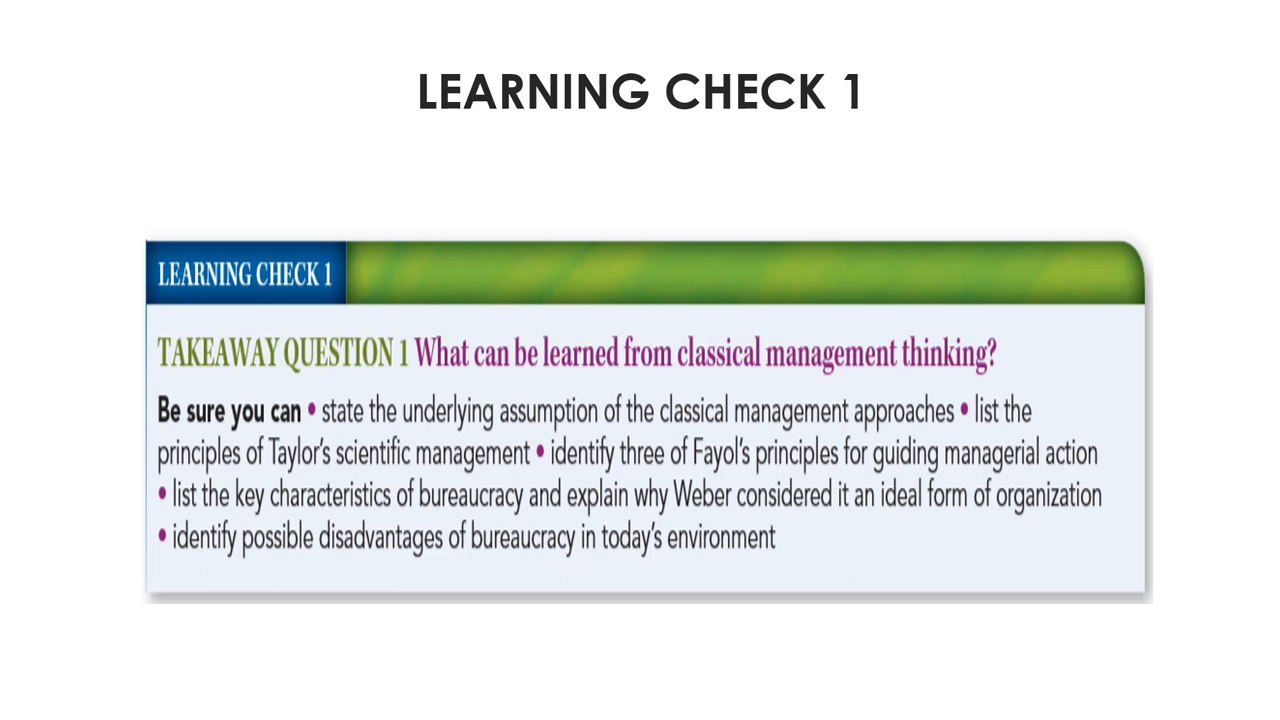 LEARNING CHECK 1
LEARNING CHECK 1
TAKEAWAY QUESTION 1 What can be learned from classical management thinking?
Be sure you can • state the underlying assumption of the classical management approaches • list the
principles of Taylor's scientific management • identify three of Fayol's principles for guiding managerial action
• list the key characteristics of bureaucracy and explain why Weber considered it an ideal form of organization
• identify possible disadvantages of bureaucracy in today's environment